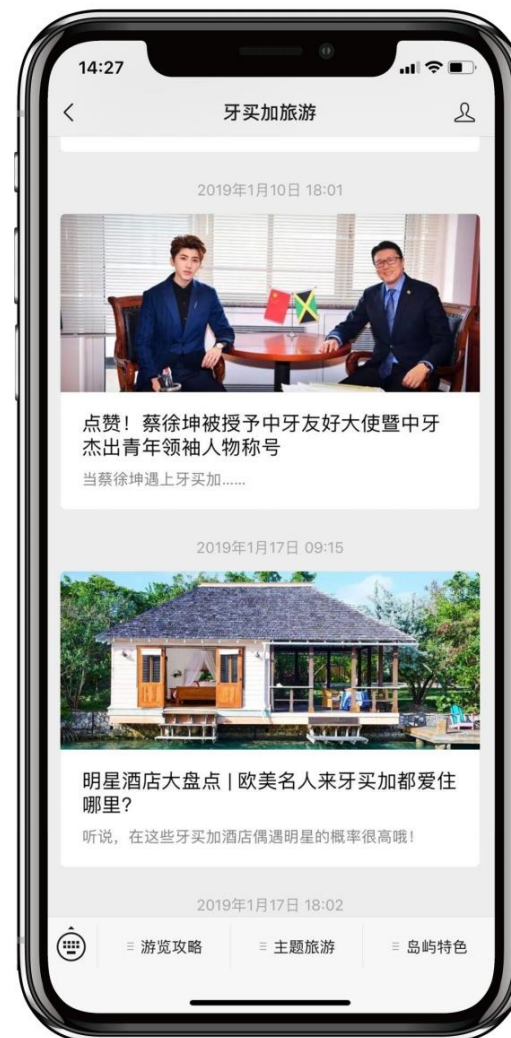 14:27
牙买加旅游
2019年1月10日 18:01
点赞！蔡徐坤被授予中牙友好大使暨中牙
杰出青年领袖人物称号
当蔡徐坤遇上牙买加......
2019年1月17日 09:15
明星酒店大盘点 | 欧美名人来牙买加都爱住
哪里?
听说，在这些牙买加酒店偶遇明星的概率很高哦!
2019年1月17日 18:02
游览攻略
主题旅游
岛屿特色